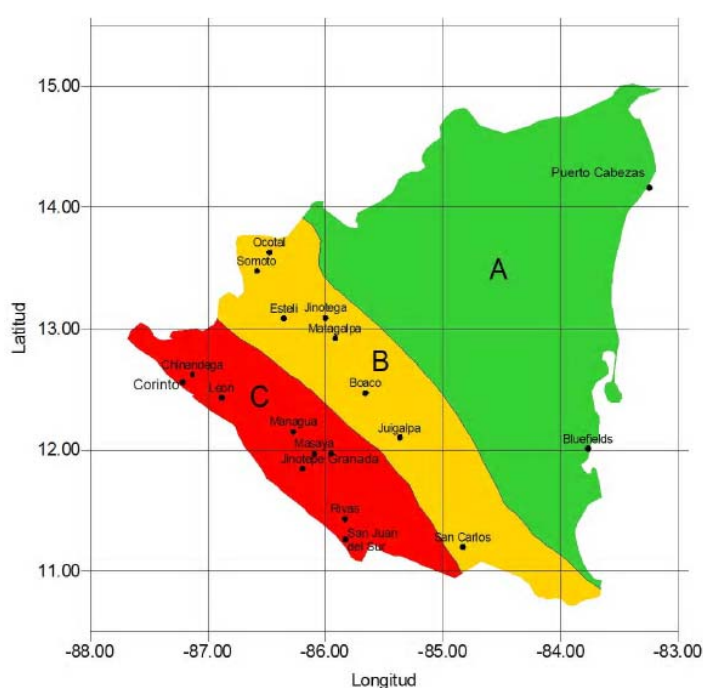 15.00
14.00
13.00
12.00
11.00
Latitud
Puerto Cabezas
A
Ocotal
Somoto
Esteli
Jinotega
Matagalpa
B
Boaco
Juigalpa
Chinandega
Corinto
Leon
C
Managua
Masaya
Jinotepe Granada
Bluefields
Rivas
San Juan
del Sur
San Carlos
-88.00 -87.00 -86.00 -85.00 -84.00 -83.00
Longitud